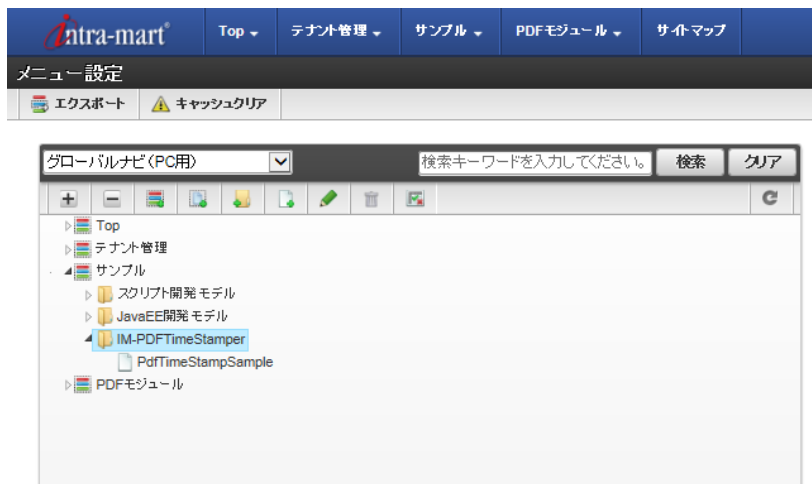 intra-mart® Top テナント管理 サンプル PDFモジュール サイトマップ
メニュー設定
エクスポート キャッシュクリア
グローバルナビ(PC用) 検索キーワードを入力してください。 検索 クリア
Top
テナント管理
サンプル
スクリプト開発モデル
JavaEE開発モデル
IM-PDFTimeStamper
PdfTimeStampSample
PDFモジュール